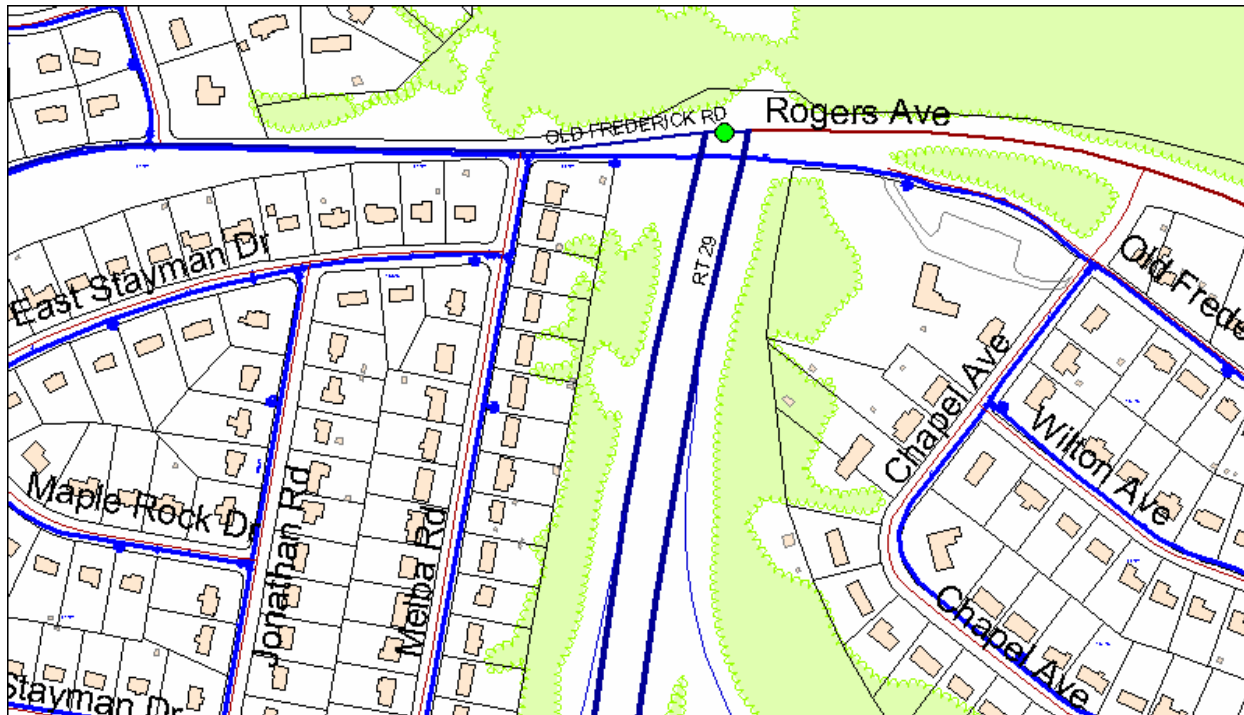 OLD FREDERICK RD
Rogers Ave
RT 29
East Stayman Dr
Old Frede
Chapel Ave
Wilton Ave
Maple Rock Dr
Jonathan Rd
Melba Rd
Chapel Ave
Stayman Dr